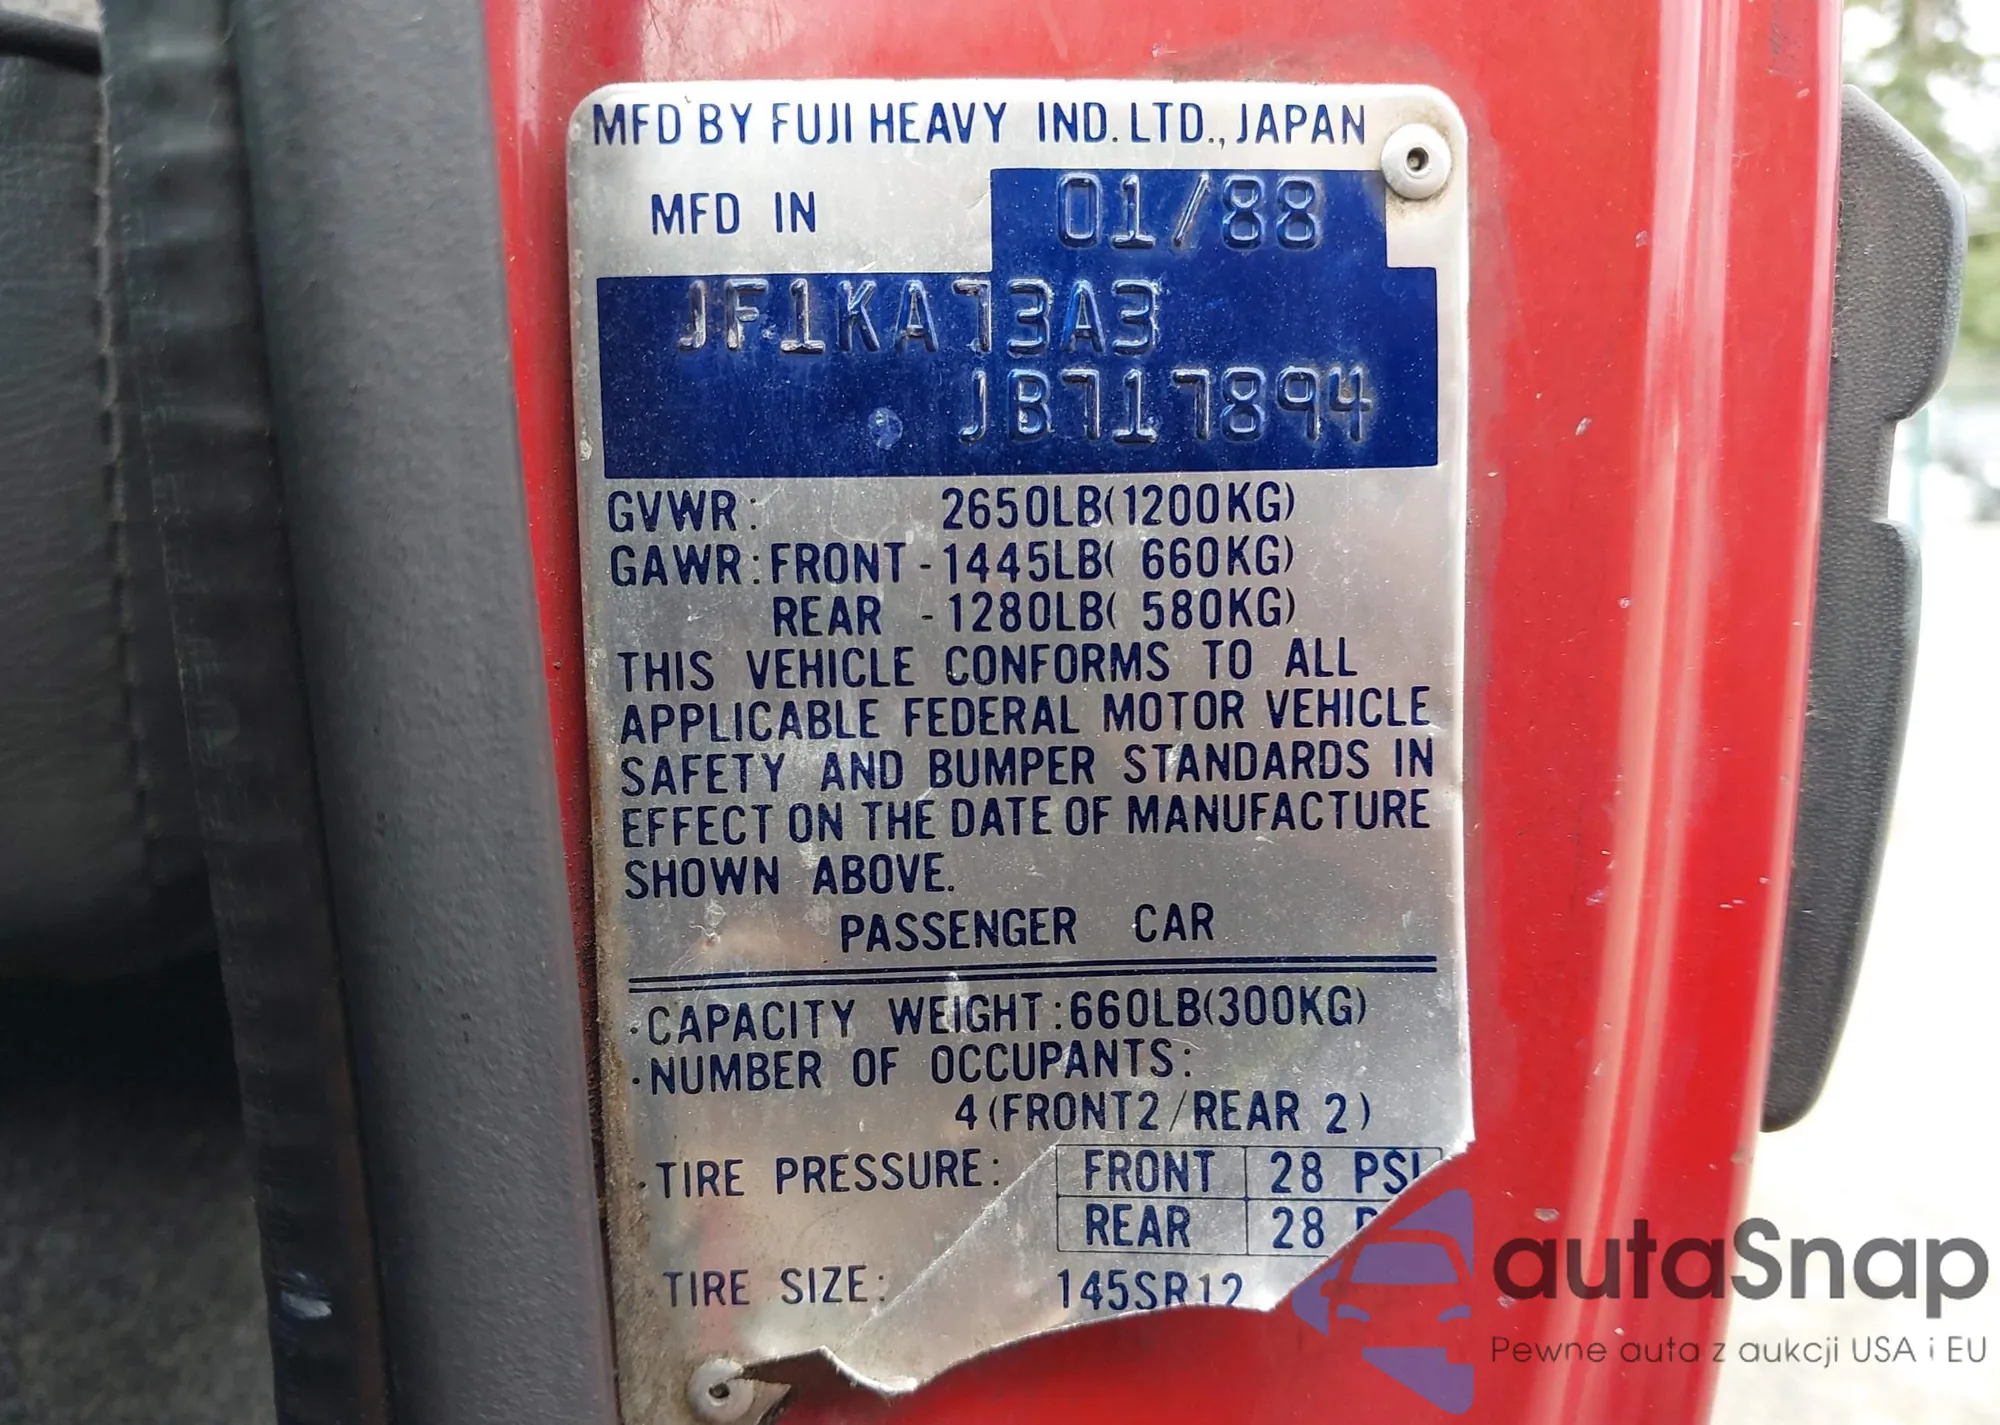 MFD BY FUJI HEAVY IND. LTD., JAPAN
MFD IN 01/88
JF1KA73A3
JB717894
GVWR: 2650LB(1200KG)
GAWR: FRONT -1445LB( 660KG)
REAR -1280LB( 580KG)
THIS VEHICLE CONFORMS TO ALL
APPLICABLE FEDERAL MOTOR VEHICLE
SAFETY AND BUMPER STANDARDS IN
EFFECT ON THE DATE OF MANUFACTURE
SHOWN ABOVE.
PASSENGER CAR
·CAPACITY WEIGHT:660LB(300KG)
·NUMBER OF OCCUPANTS:
4 (FRONT2/REAR 2)
·TIRE PRESSURE: FRONT 28 PSI
REAR 28
TIRE SIZE: 145SR12
autaSnap
Pewne auta z aukcji USA i EU